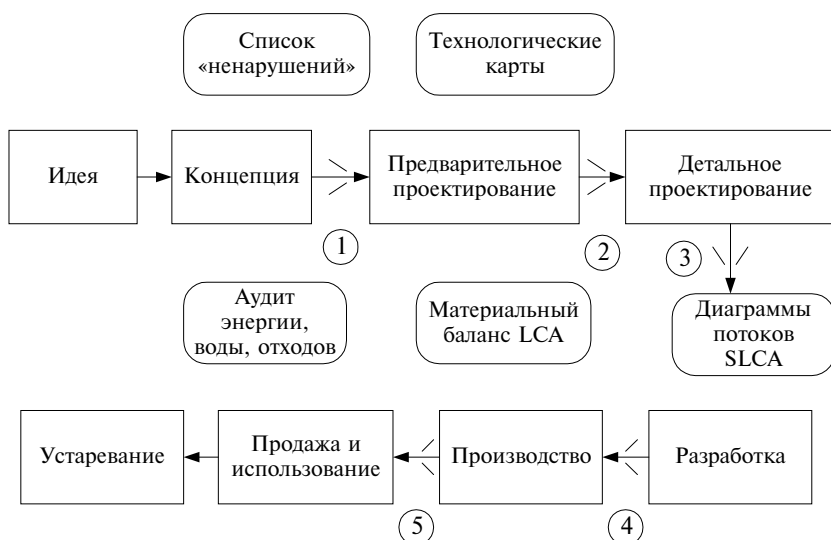 Список
«ненарушений»
Технологические
карты
Идея
Концепция
Предварительное
проектирование
Детальное
проектирование
1
2
3
Аудит
энергии,
воды, отходов
Материальный
баланс LCA
Диаграммы
потоков
SLCA
Устаревание
Продажа и
использование
Производство
Разработка
5
4